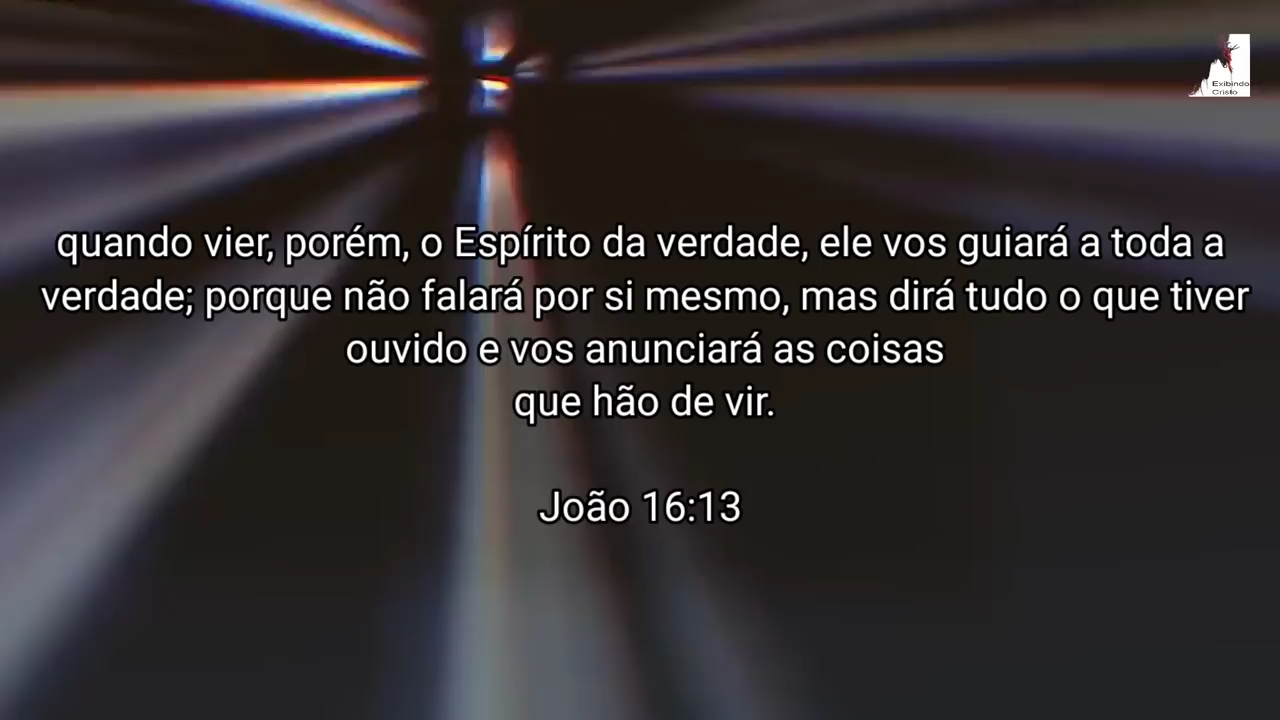 Exibindo
Cristo
quando vier, porém, o Espírito da verdade, ele vos guiará a toda a
verdade; porque não falará por si mesmo, mas dirá tudo o que tiver
ouvido e vos anunciará as coisas
que hão de vir.
João 16:13